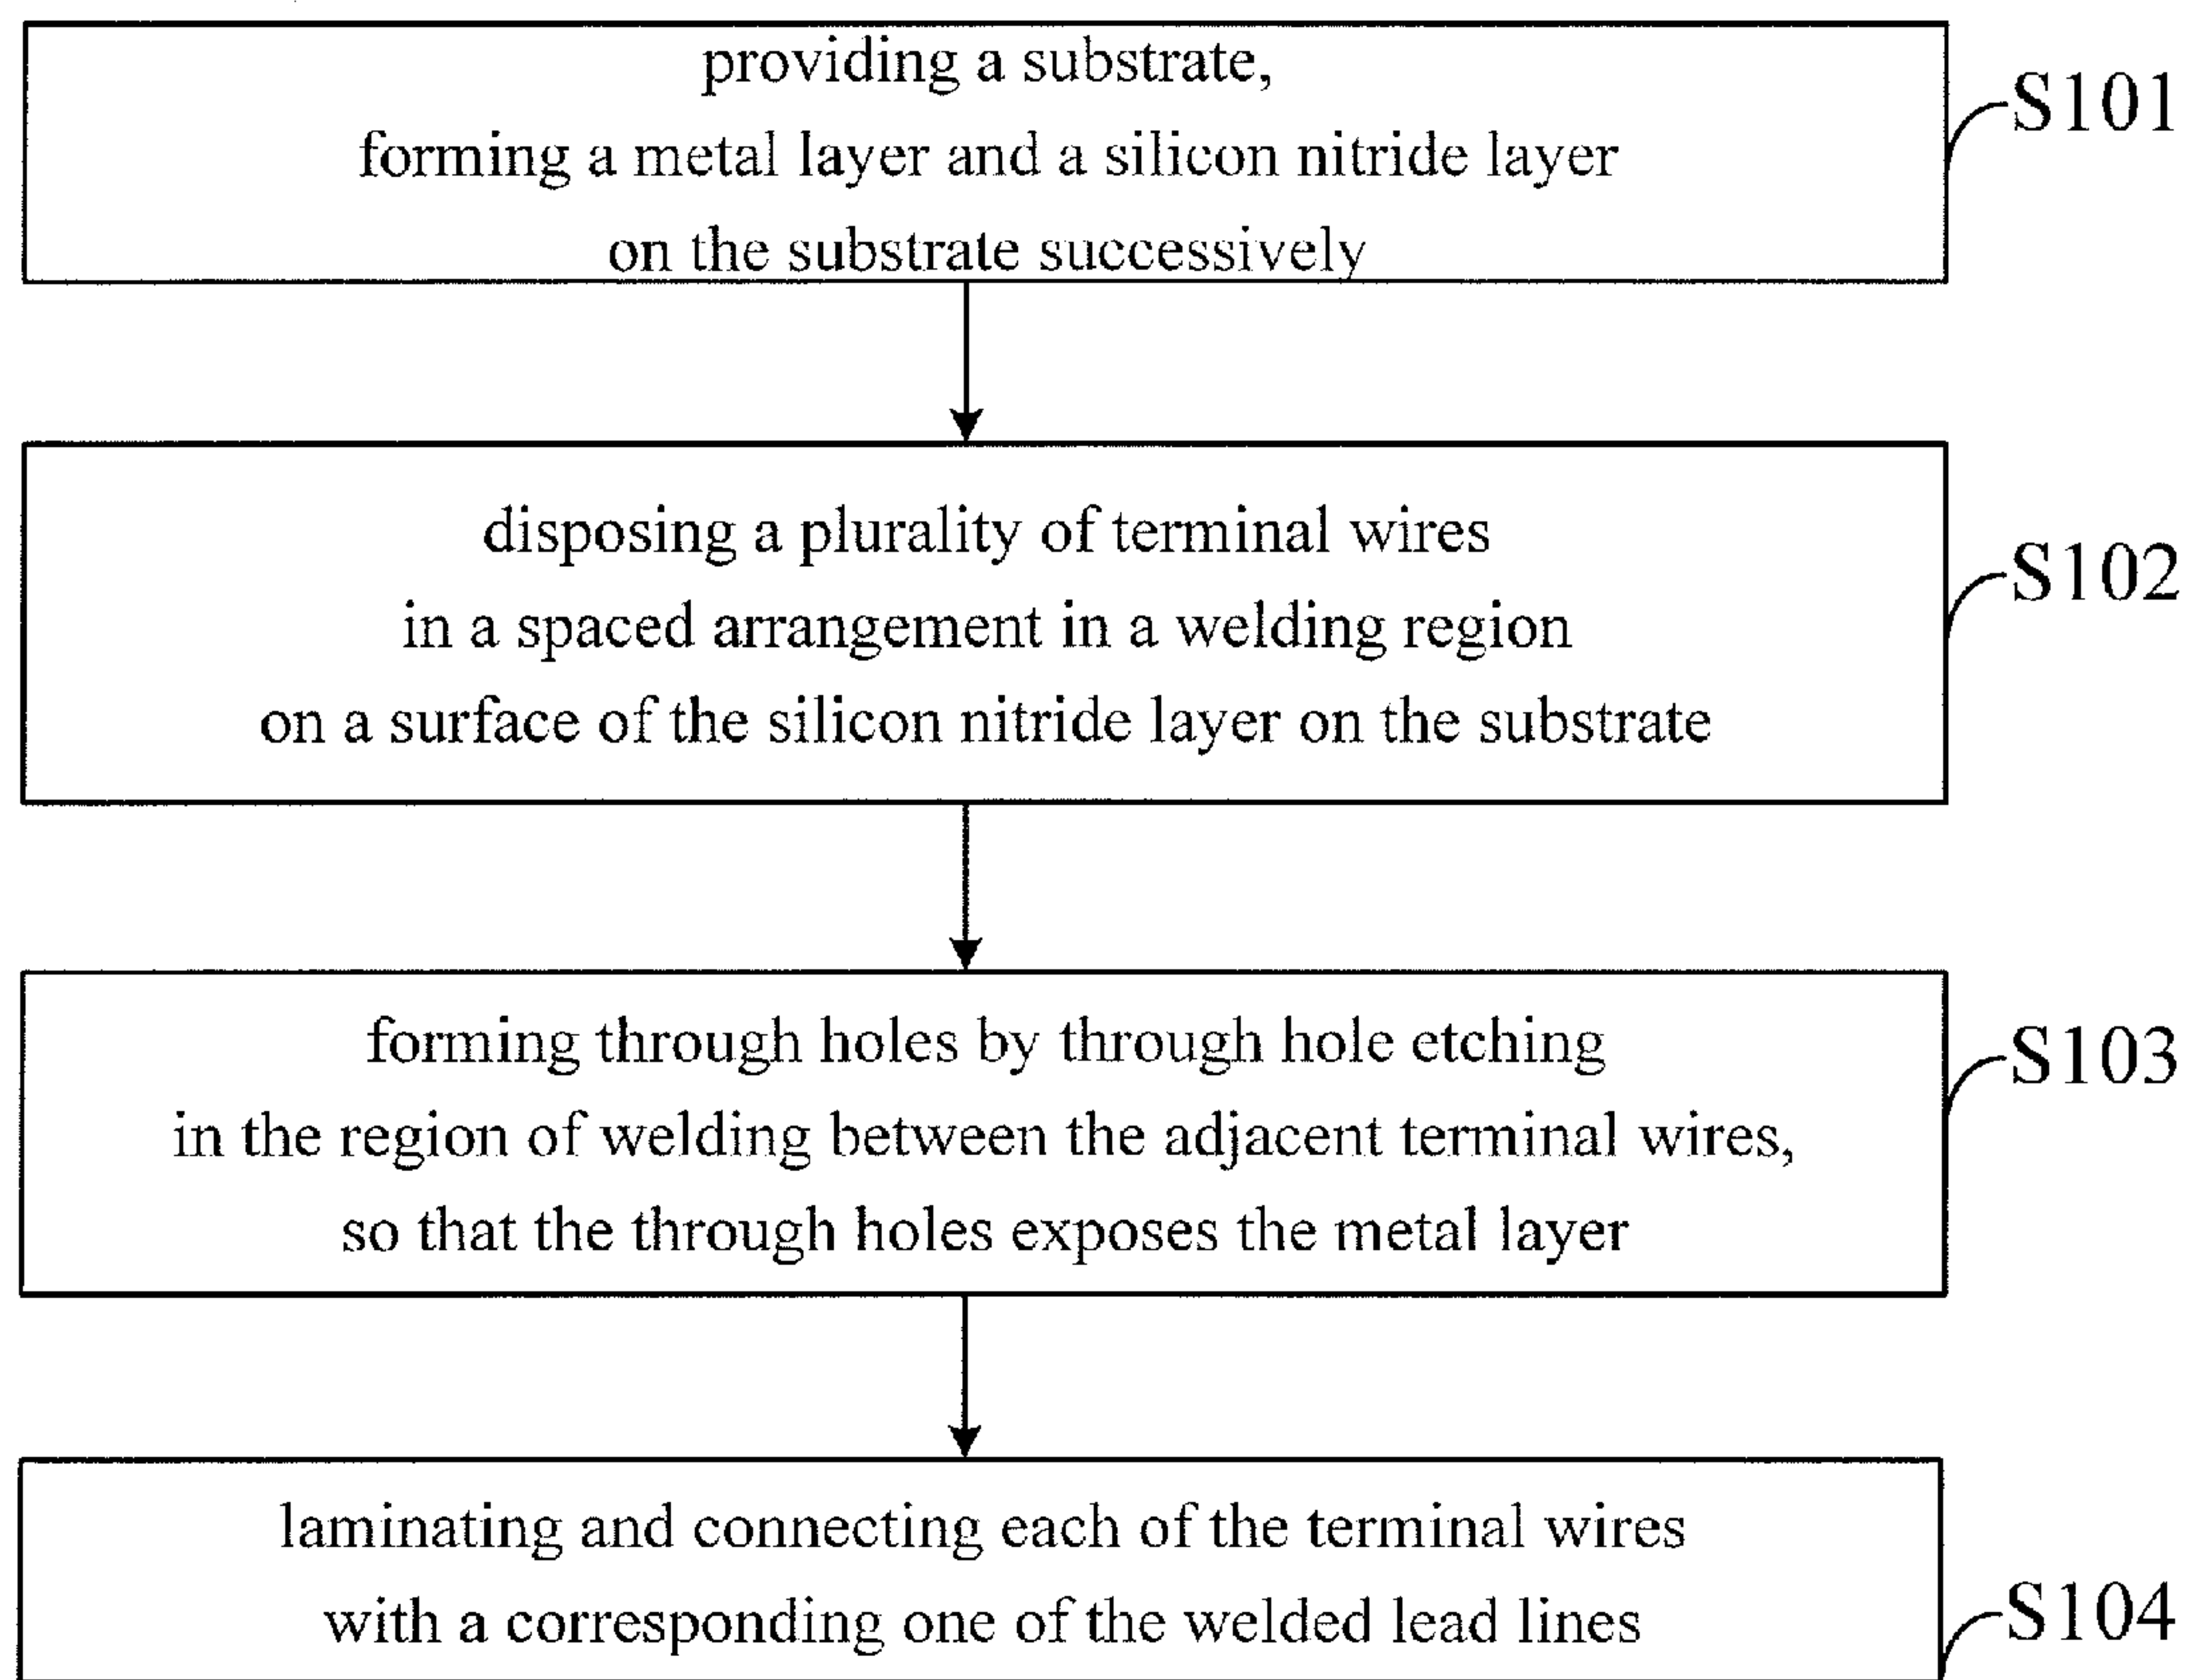 providing a substrate,
forming a metal layer and a silicon nitride layer
on the substrate successively
S101
disposing a plurality of terminal wires
in a spaced arrangement in a welding region
on a surface of the silicon nitride layer on the substrate
S102
forming through holes by through hole etching
in the region of welding between the adjacent terminal wires,
so that the through holes exposes the metal layer
S103
laminating and connecting each of the terminal wires
with a corresponding one of the welded lead lines
S104